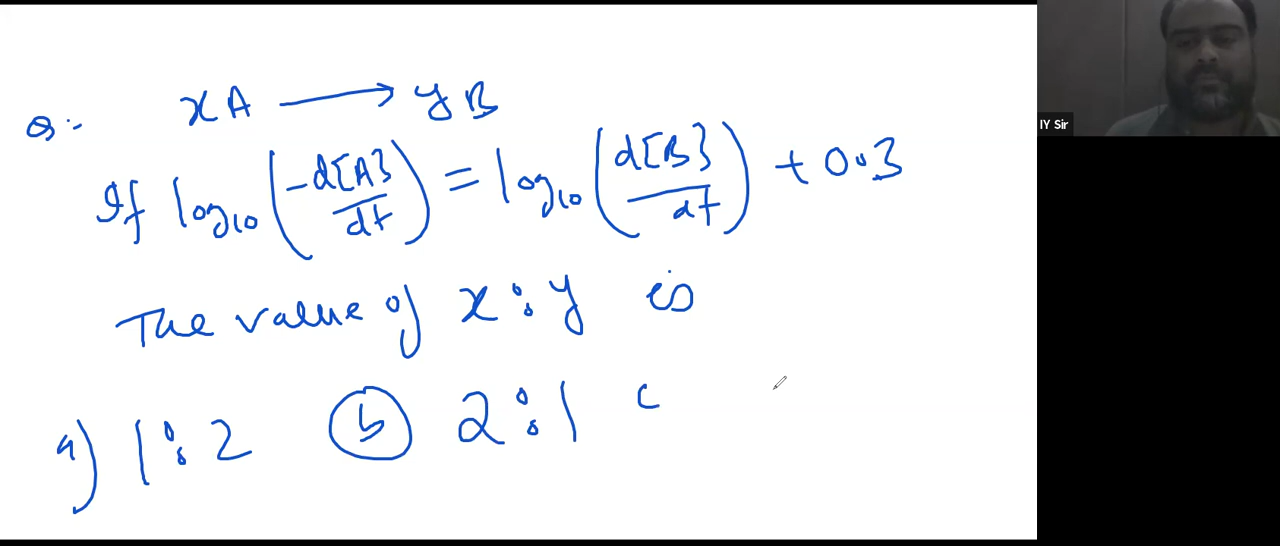 Q:- xA ⟶ yB
If log₁₀(-d[A]/dt) = log₁₀(d[B]/dt) + 0.3
The value of x:y is
a) 1:2 (b) 2:1 c
IY Sir